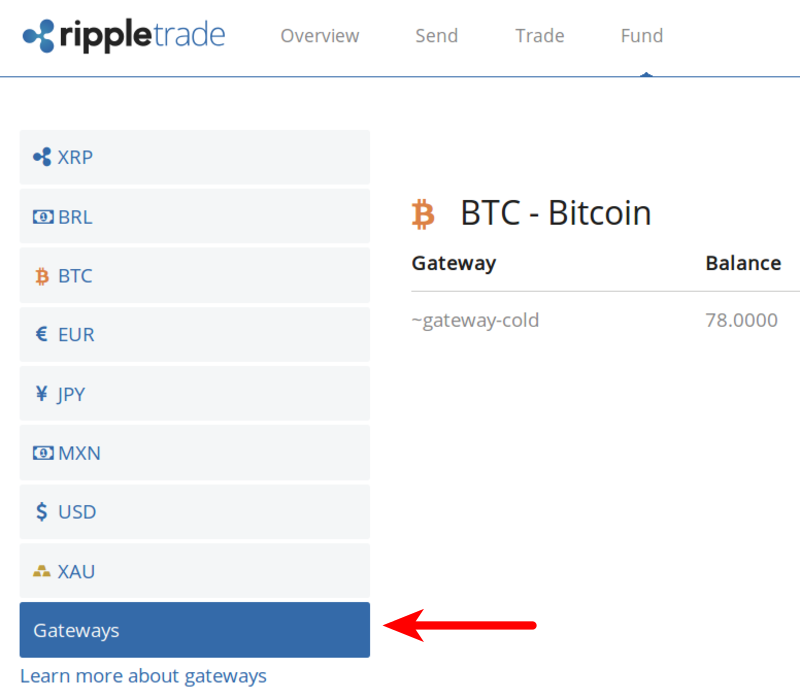 rippletrade Overview Send Trade Fund
XRP
BRL
BTC
EUR
JPY
MXN
USD
XAU
Gateways
Learn more about gateways
BTC - Bitcoin
Gateway Balance
~gateway-cold 78.0000